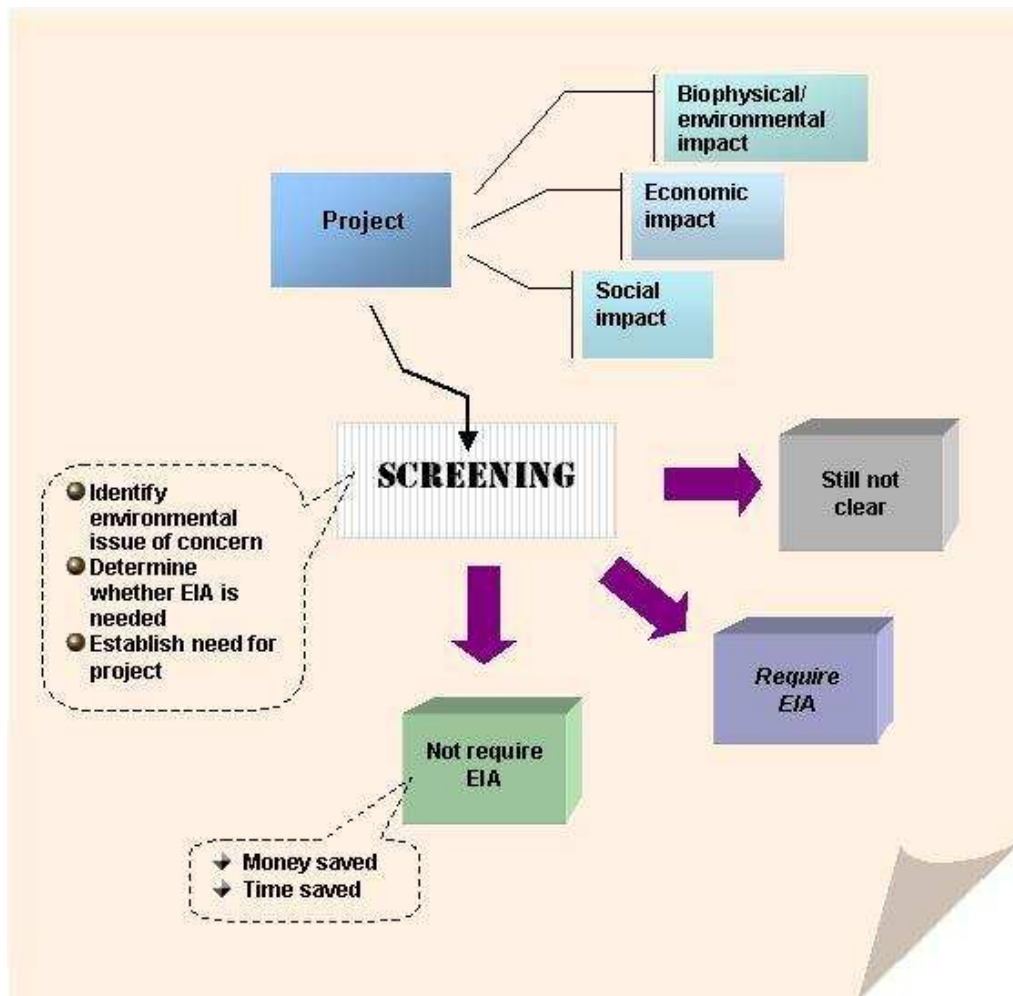 Biophysical/
environmental
impact
Project
Economic
impact
Social
impact
SCREENING
Identify
environmental
issue of concern
Determine
whether EIA is
needed
Establish need for
project
Still not
clear
Require
EIA
Not require
EIA
Money saved
Time saved